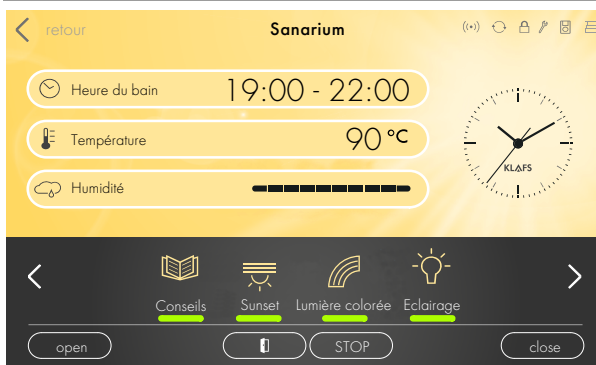 retour Sanarium
Heure du bain 19:00 - 22:00
Température 90 °C
Humidité
KLAFS
Conseils Sunset Lumière colorée Eclairage
open STOP close